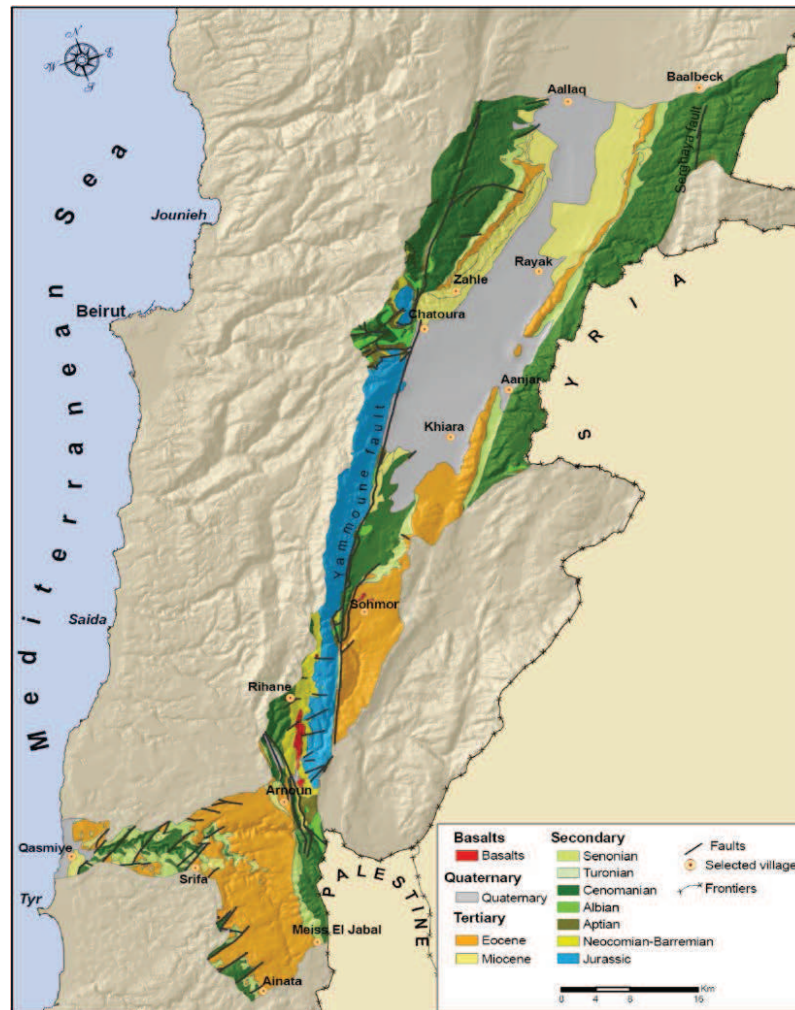 N
E
S
W
Baalbeck
Aallaq
Serghaya fault
Mediterranean Sea
Jounieh
Rayak
Zahle
SYRIA
Beirut
Chatoura
Aanjar
Khiara
Yammoune fault
Sohmor
Saida
Rihane
Arnoun
Qasmiye
Srifa
Tyr
PALESTINE
Meiss El Jabal
Ainata
Basalts
Basalts
Quaternary
Quaternary
Tertiary
Eocene
Miocene
Secondary
Senonian
Turonian
Cenomanian
Albian
Aptian
Neocomian-Barremian
Jurassic
Faults
Selected village
Frontiers
0 4 8 16
Km